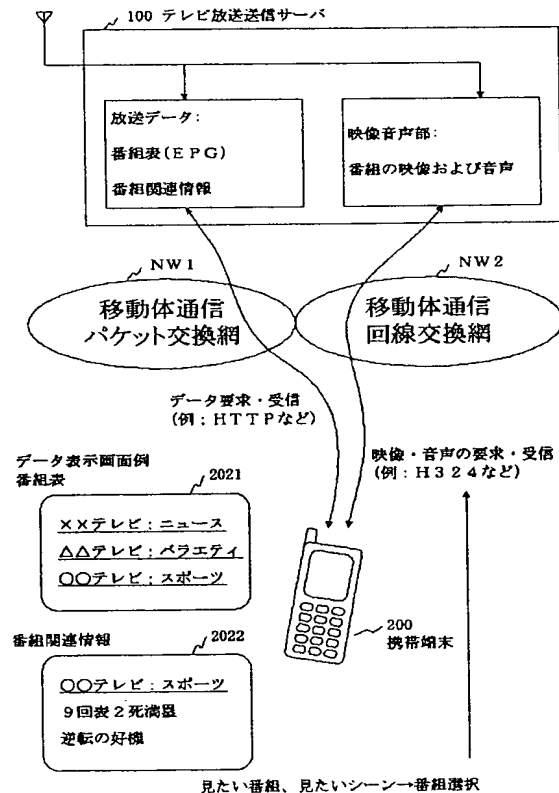 100 テレビ放送送信サーバ
放送データ:
番組表(EPG)
番組関連情報
映像音声部:
番組の映像および音声
NW1
NW2
移動体通信
パケット交換網
移動体通信
回線交換網
データ要求・受信
(例:HTTPなど)
映像・音声の要求・受信
(例:H324など)
データ表示画面例
番組表
2021
××テレビ:ニュース
△△テレビ:バラエティ
○○テレビ:スポーツ
200
携帯端末
番組関連情報
2022
○○テレビ:スポーツ
9回表2死満塁
逆転の好機
見たい番組、見たいシーン→番組選択